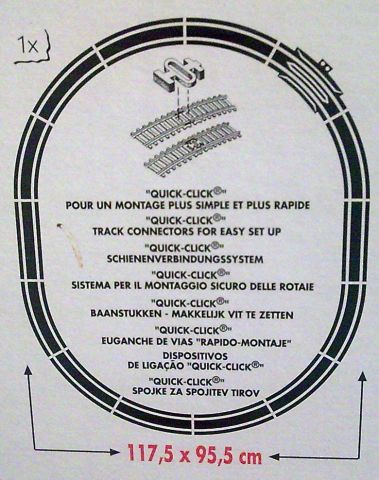 1x
"QUICK-CLICK®"
POUR UN MONTAGE PLUS SIMPLE ET PLUS RAPIDE
"QUICK-CLICK®"
TRACK CONNECTORS FOR EASY SET UP
"QUICK-CLICK®"
SCHIENENVERBINDUNGSSYSTEM
"QUICK-CLICK®"
SISTEMA PER IL MONTAGGIO SICURO DELLE ROTAIE
"QUICK-CLICK®"
BAANSTUKKEN - MAKKELIJK VIT TE ZETTEN
"QUICK-CLICK®"
EUGANCHE DE VIAS "RAPIDO-MONTAJE"
DISPOSITIVOS
DE LIGAÇAO "QUICK-CLICK®"
"QUICK-CLICK®"
SPOJKE ZA SPOJITEV TIROV
117,5 x 95,5 cm